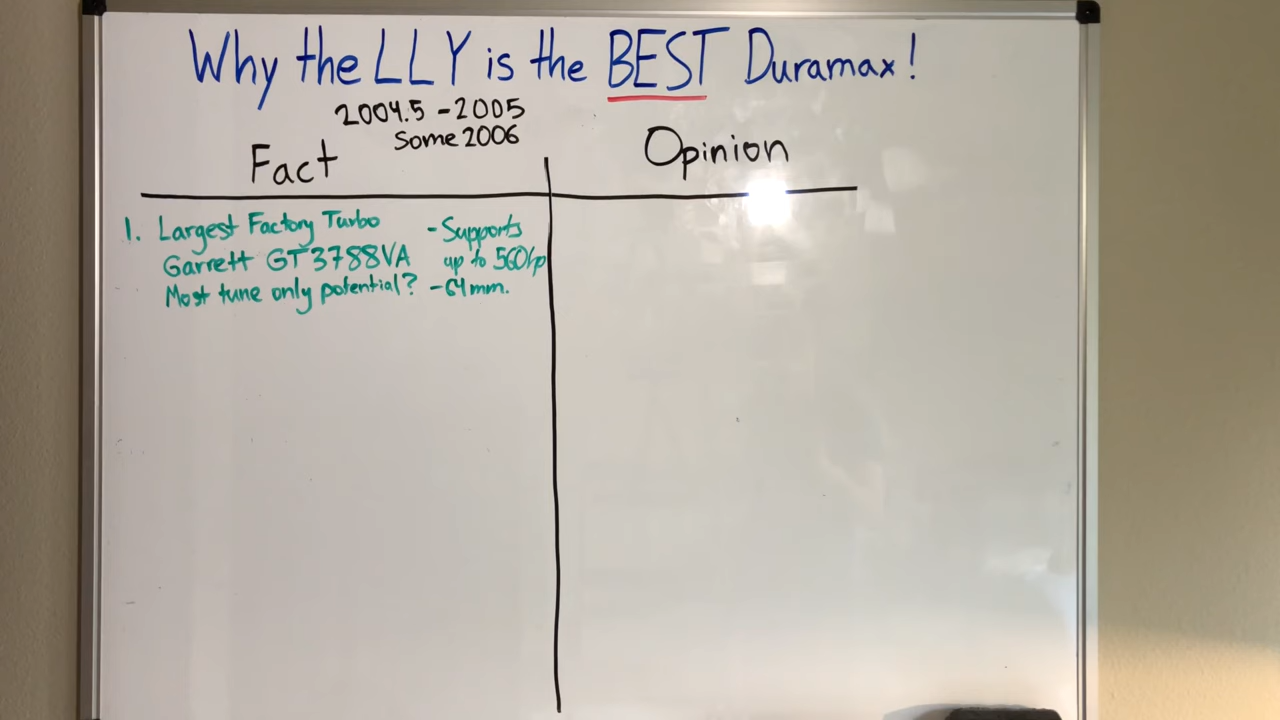 Why the LLY is the BEST Duramax!
2004.5 - 2005
Some 2006
Fact
Opinion
1. Largest Factory Turbo
Garrett GT3788VA
Most tune only potential?
- Supports
up to 560hp
- 64mm.